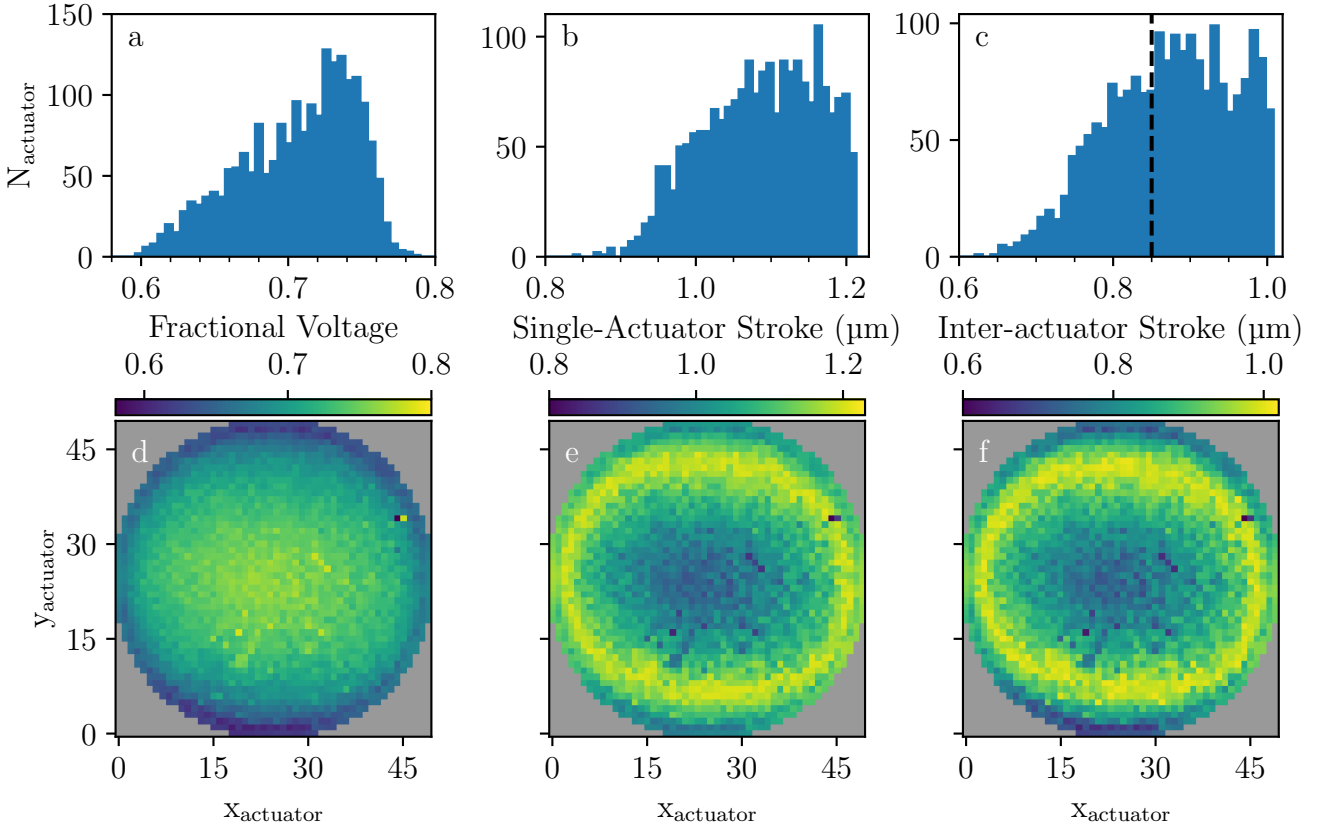 150
100
50
0
N_actuator
a
0.6 0.7 0.8
Fractional Voltage
100
50
0
b
0.8 1.0 1.2
Single-Actuator Stroke (µm)
100
50
0
c
0.6 0.8 1.0
Inter-actuator Stroke (µm)
0.6 0.7 0.8
0.8 1.0 1.2
0.6 0.8 1.0
d
e
f
45
30
15
0
y_actuator
0 15 30 45
0 15 30 45
0 15 30 45
x_actuator
x_actuator
x_actuator